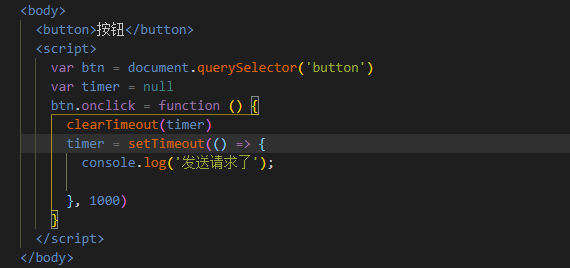 <body>
<button>按钮</button>
<script>
var btn = document.querySelector('button')
var timer = null
btn.onclick = function () {
clearTimeout(timer)
timer = setTimeout(() => {
console.log('发送请求了');
}, 1000)
}
</script>
</body>